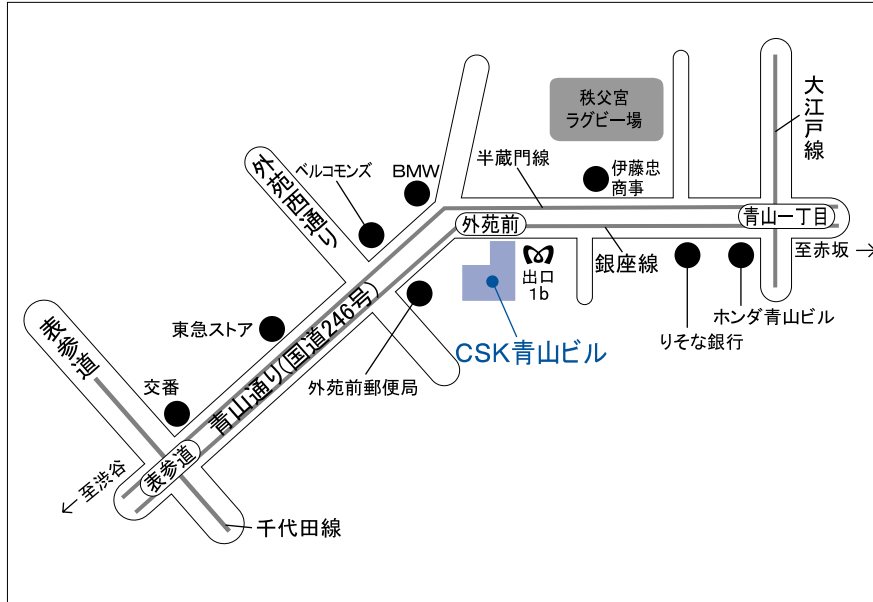 秩父宮
ラグビー場
大江戸線
外苑西通り
ベルコモンズ
BMW
半蔵門線
伊藤忠
商事
外苑前
青山一丁目
銀座線
至赤坂→
出口
1b
ホンダ青山ビル
りそな銀行
CSK青山ビル
外苑前郵便局
東急ストア
青山通り(国道246号)
表参道
交番
表参道
←至渋谷
千代田線